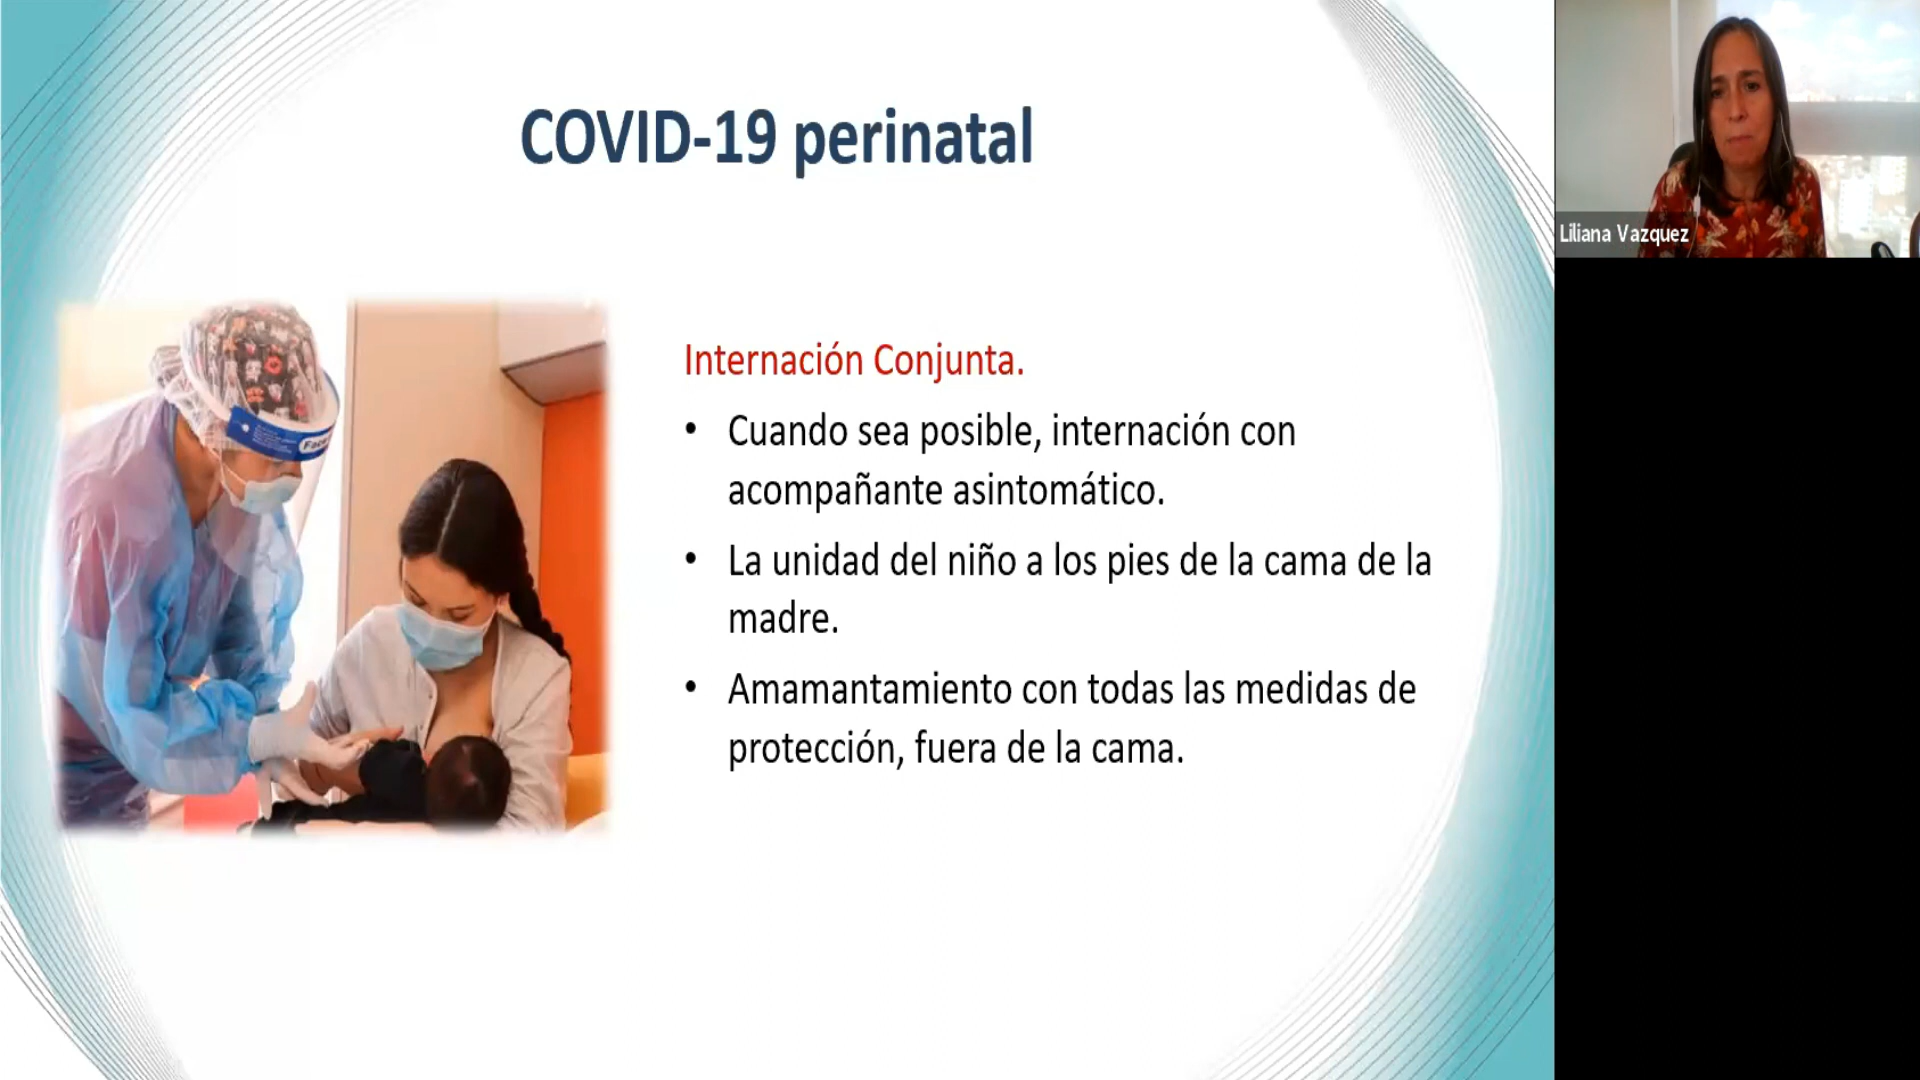 COVID-19 perinatal
Liliana Vazquez
Internación Conjunta.
• Cuando sea posible, internación con
acompañante asintomático.
• La unidad del niño a los pies de la cama de la
madre.
• Amamantamiento con todas las medidas de
protección, fuera de la cama.